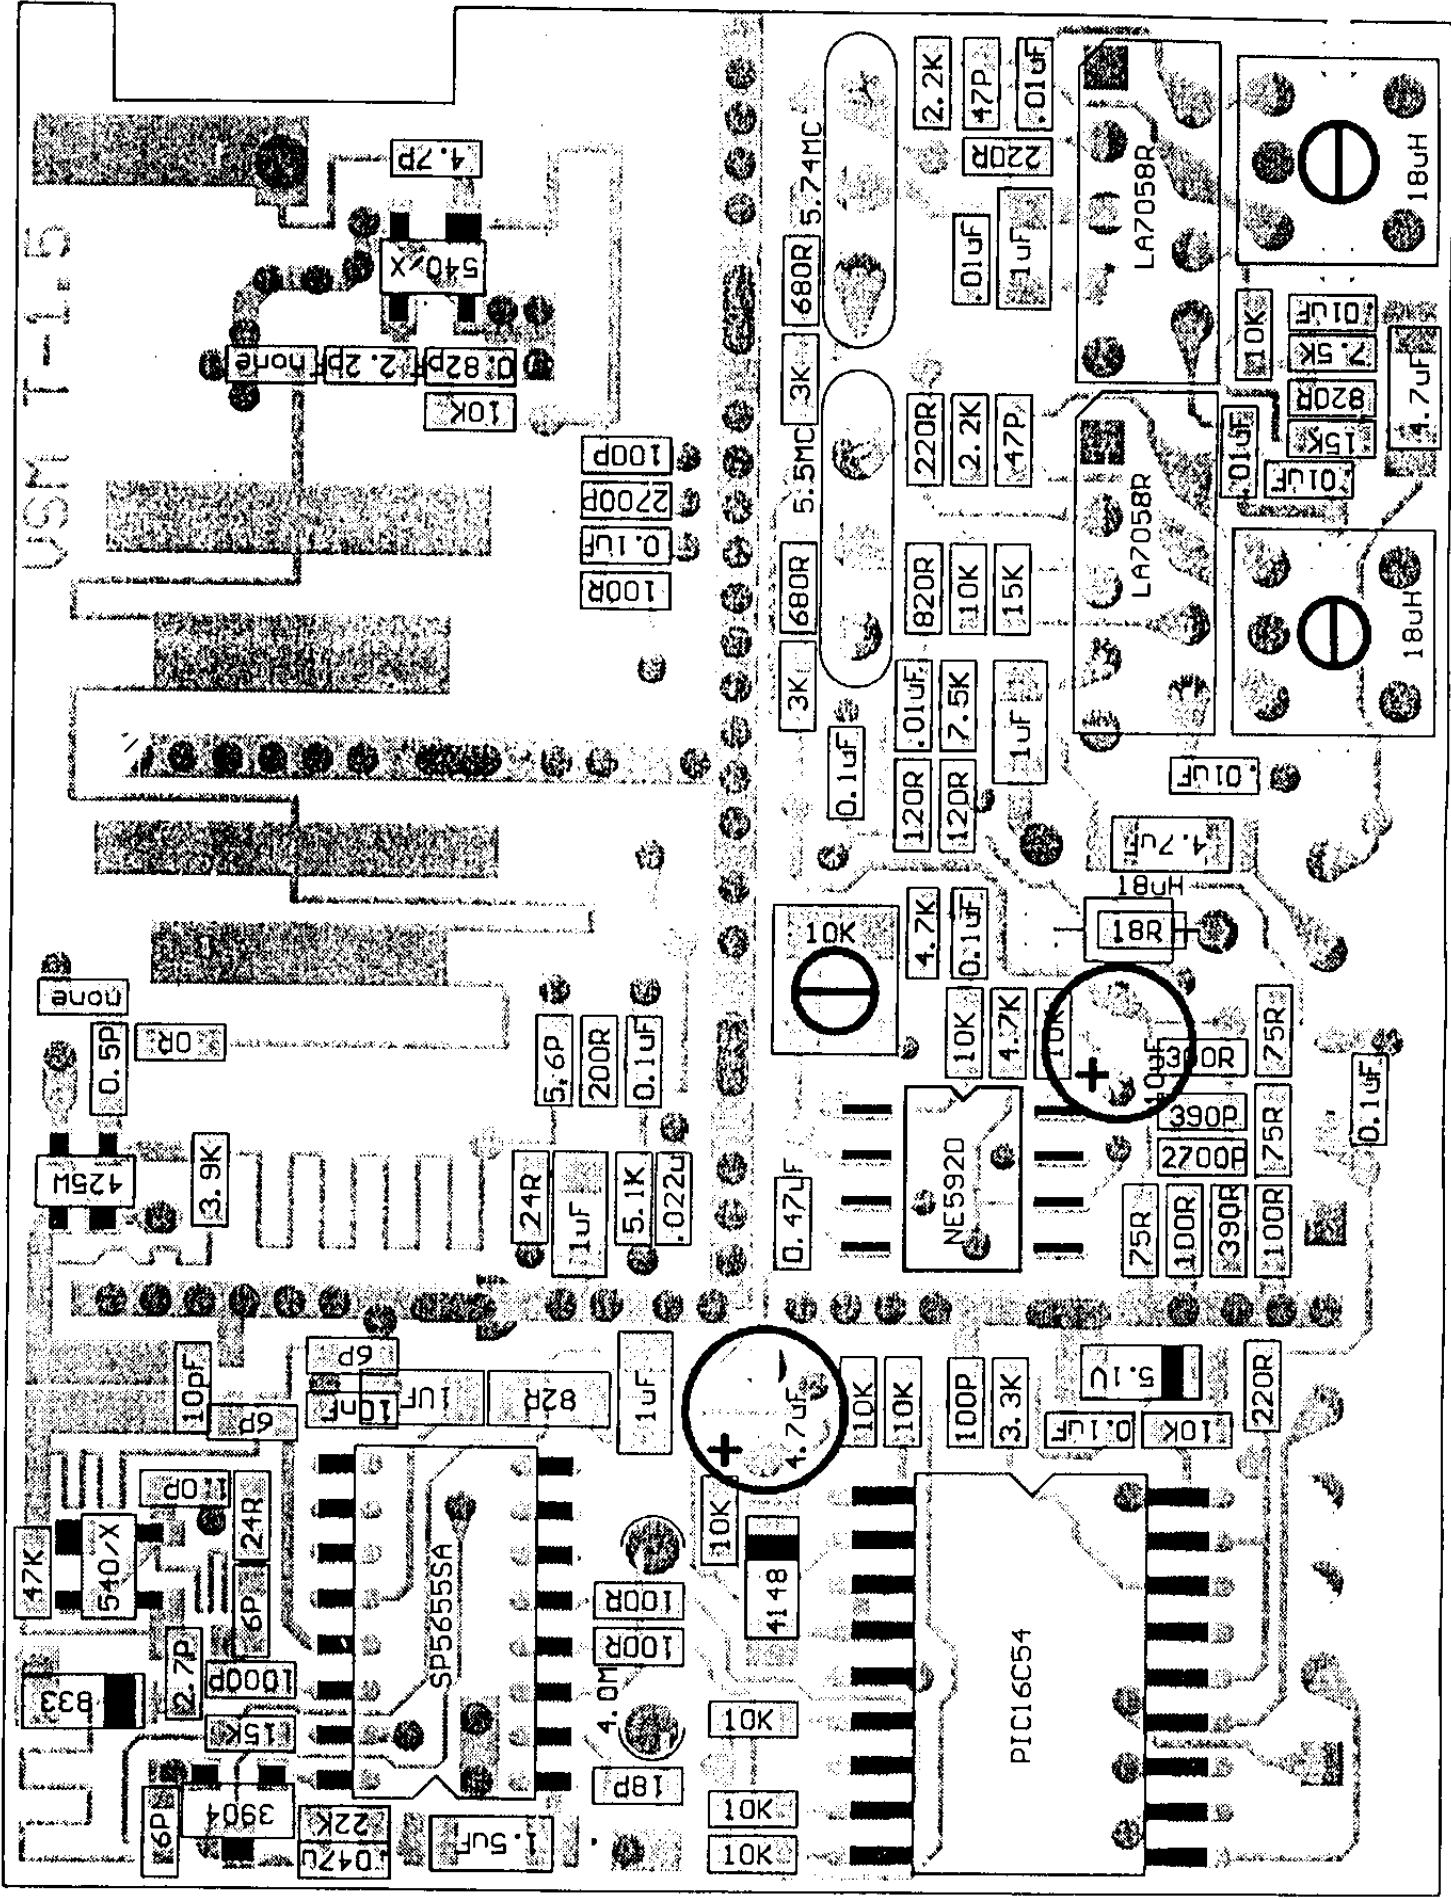 VSM T-1.5
4.7P
540/X
none
2.2pF
0.82pF
10K
100P
2700P
0.1uF
100R
5.74MC
680R
3K
5.5MC
680R
3K
2.2K
47P
.01uF
220R
.01uF
1uF
LA7058R
18uH
10K
.01uF
7.5K
820R
15K
.01uF
4.7uF
.01uF
220R
2.2K
47P
LA7058R
18uH
820R
10K
15K
.01uF
7.5K
1uF
0.1uF
120R
120R
.01uF
4.7u
18uH
18R
10K
4.7K
0.1uF
10K
4.7K
10K
+
10uF
75R
390P
75R
2700P
75R
100R
390R
100R
0.1uF
NE592D
0.47uF
none
0.5P
0R
425W
3.9K
5.6P
200R
0.1uF
24R
1uF
5.1K
.022u
10pF
6P
6P
10nF
1UF
82R
1uF
4.7uF
+
10K
10K
100P
3.3K
5.1V
0.1uF
10K
220R
47K
540/X
24R
6P
2.7P
1000P
15K
B33
SP5655SA
10K
4148
100R
100R
4.0M
18P
10K
10K
10K
PIC16C54
6P
3904
22K
.047U
1.5uF